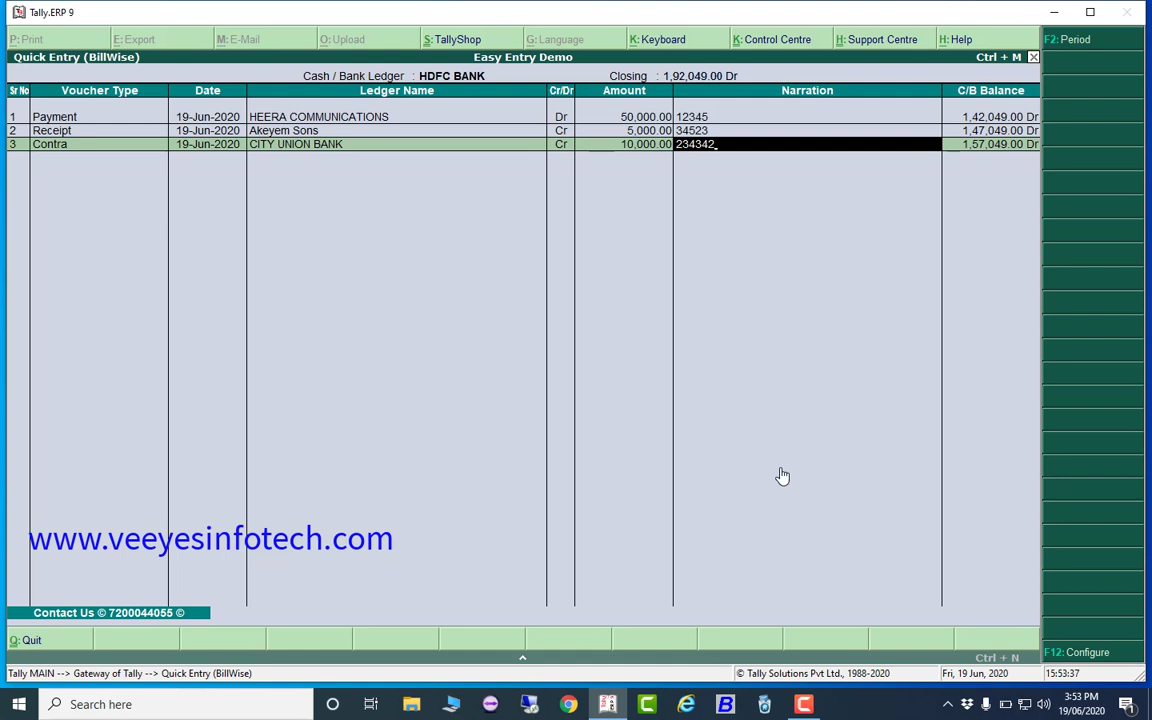 Tally.ERP 9
P: Print E: Export M: E-Mail O: Upload S: TallyShop G: Language K: Keyboard K: Control Centre H: Support Centre H: Help F2: Period
Quick Entry (BillWise) Easy Entry Demo Ctrl + M
Cash / Bank Ledger : HDFC BANK Closing : 1,92,049.00 Dr
Sr No Voucher Type Date Ledger Name Cr/Dr Amount Narration C/B Balance
1 Payment 19-Jun-2020 HEERA COMMUNICATIONS Dr 50,000.00 12345 1,42,049.00 Dr
2 Receipt 19-Jun-2020 Akeyem Sons Cr 5,000.00 34523 1,47,049.00 Dr
3 Contra 19-Jun-2020 CITY UNION BANK Cr 10,000.00 234342 1,57,049.00 Dr
www.veeyesinfotech.com
Contact Us © 7200044055 ©
Q: Quit
F12: Configure
Ctrl + N
Tally MAIN --> Gateway of Tally --> Quick Entry (BillWise) © Tally Solutions Pvt Ltd., 1988-2020 Fri, 19 Jun, 2020 15:53:37
Search here
3:53 PM
19/06/2020